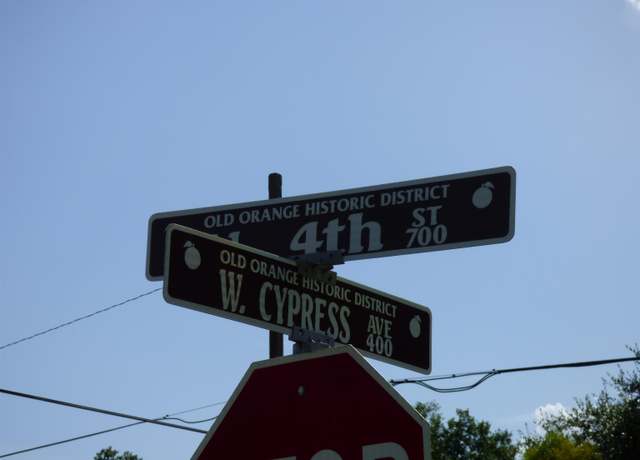 OLD ORANGE HISTORIC DISTRICT
4th ST
700
OLD ORANGE HISTORIC DISTRICT
W. CYPRESS AVE
400